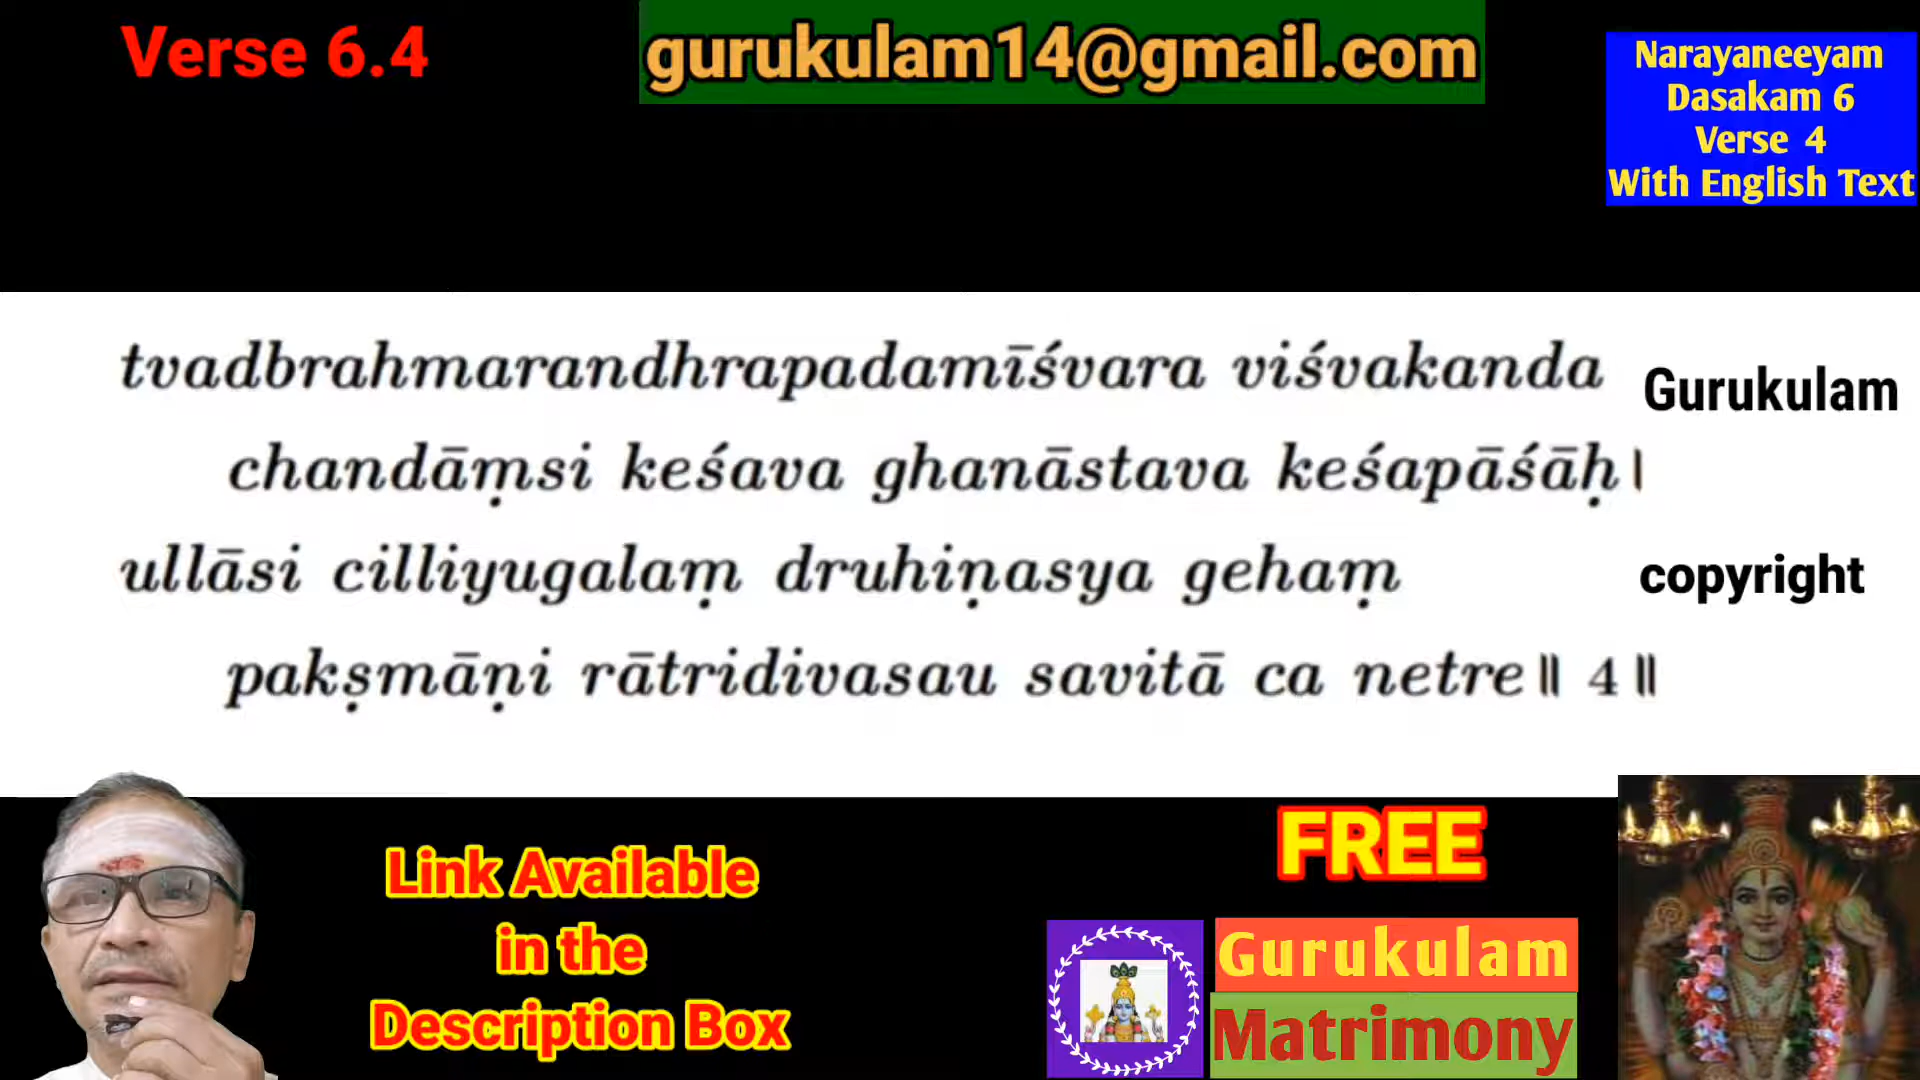 Verse 6.4
gurukulam14@gmail.com
Narayaneeyam
Dasakam 6
Verse 4
With English Text
tvadbrahmarandhrapadamīśvara viśvakanda
chandāṃsi keśava ghanāstava keśapāśāḥ |
ullāsi cilliyugalaṃ druhiṇasya gehaṃ
pakṣmāṇi rātridivasau savitā ca netre || 4 ||
Gurukulam
copyright
Link Available
in the
Description Box
FREE
Gurukulam
Matrimony